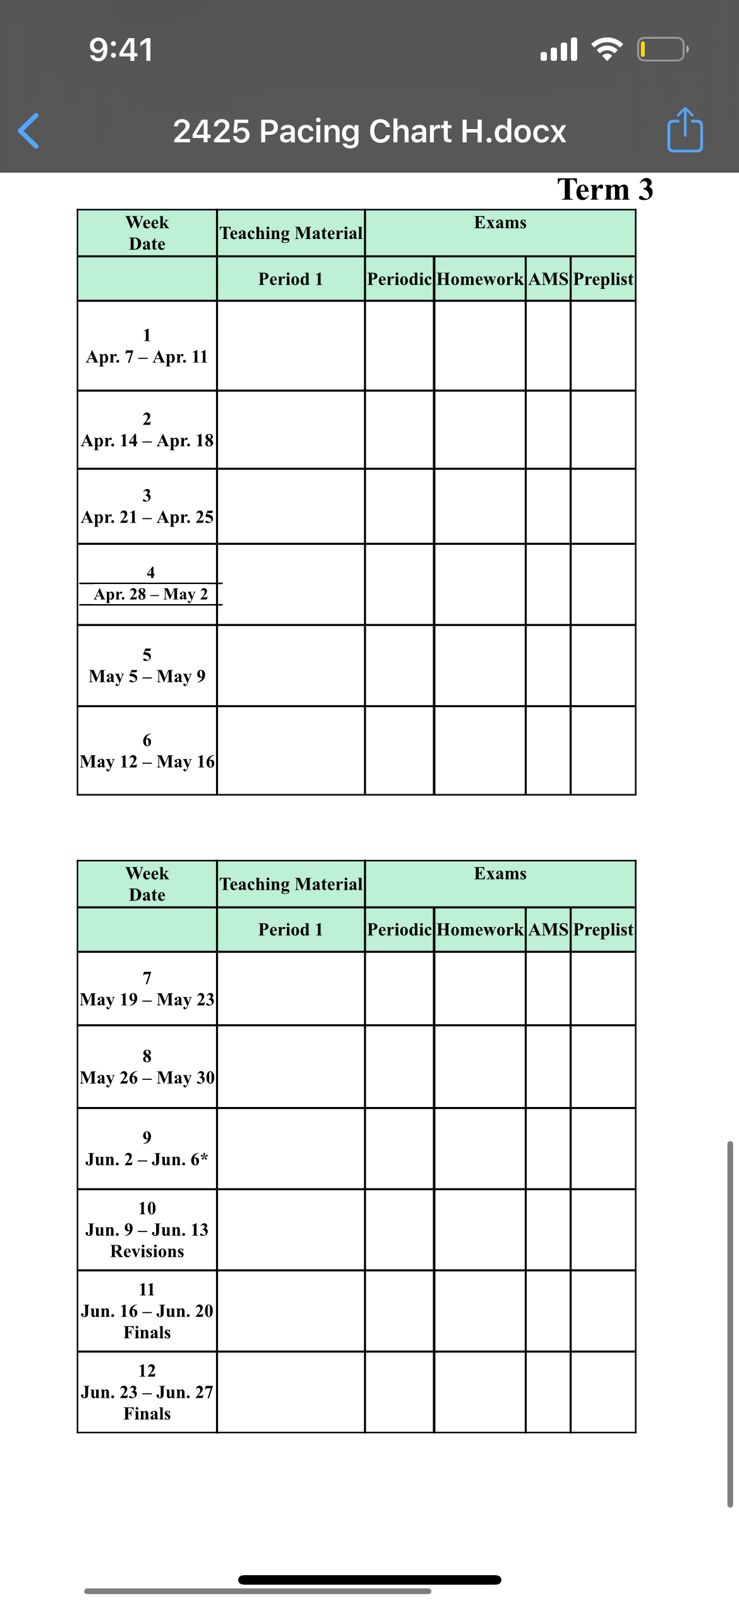 9:41
2425 Pacing Chart H.docx
Term 3
Week Date Teaching Material Exams
Period 1 Periodic Homework AMS Preplist
1
Apr. 7 – Apr. 11
2
Apr. 14 – Apr. 18
3
Apr. 21 – Apr. 25
4
Apr. 28 – May 2
5
May 5 – May 9
6
May 12 – May 16
Week Date Teaching Material Exams
Period 1 Periodic Homework AMS Preplist
7
May 19 – May 23
8
May 26 – May 30
9
Jun. 2 – Jun. 6*
10
Jun. 9 – Jun. 13
Revisions
11
Jun. 16 – Jun. 20
Finals
12
Jun. 23 – Jun. 27
Finals